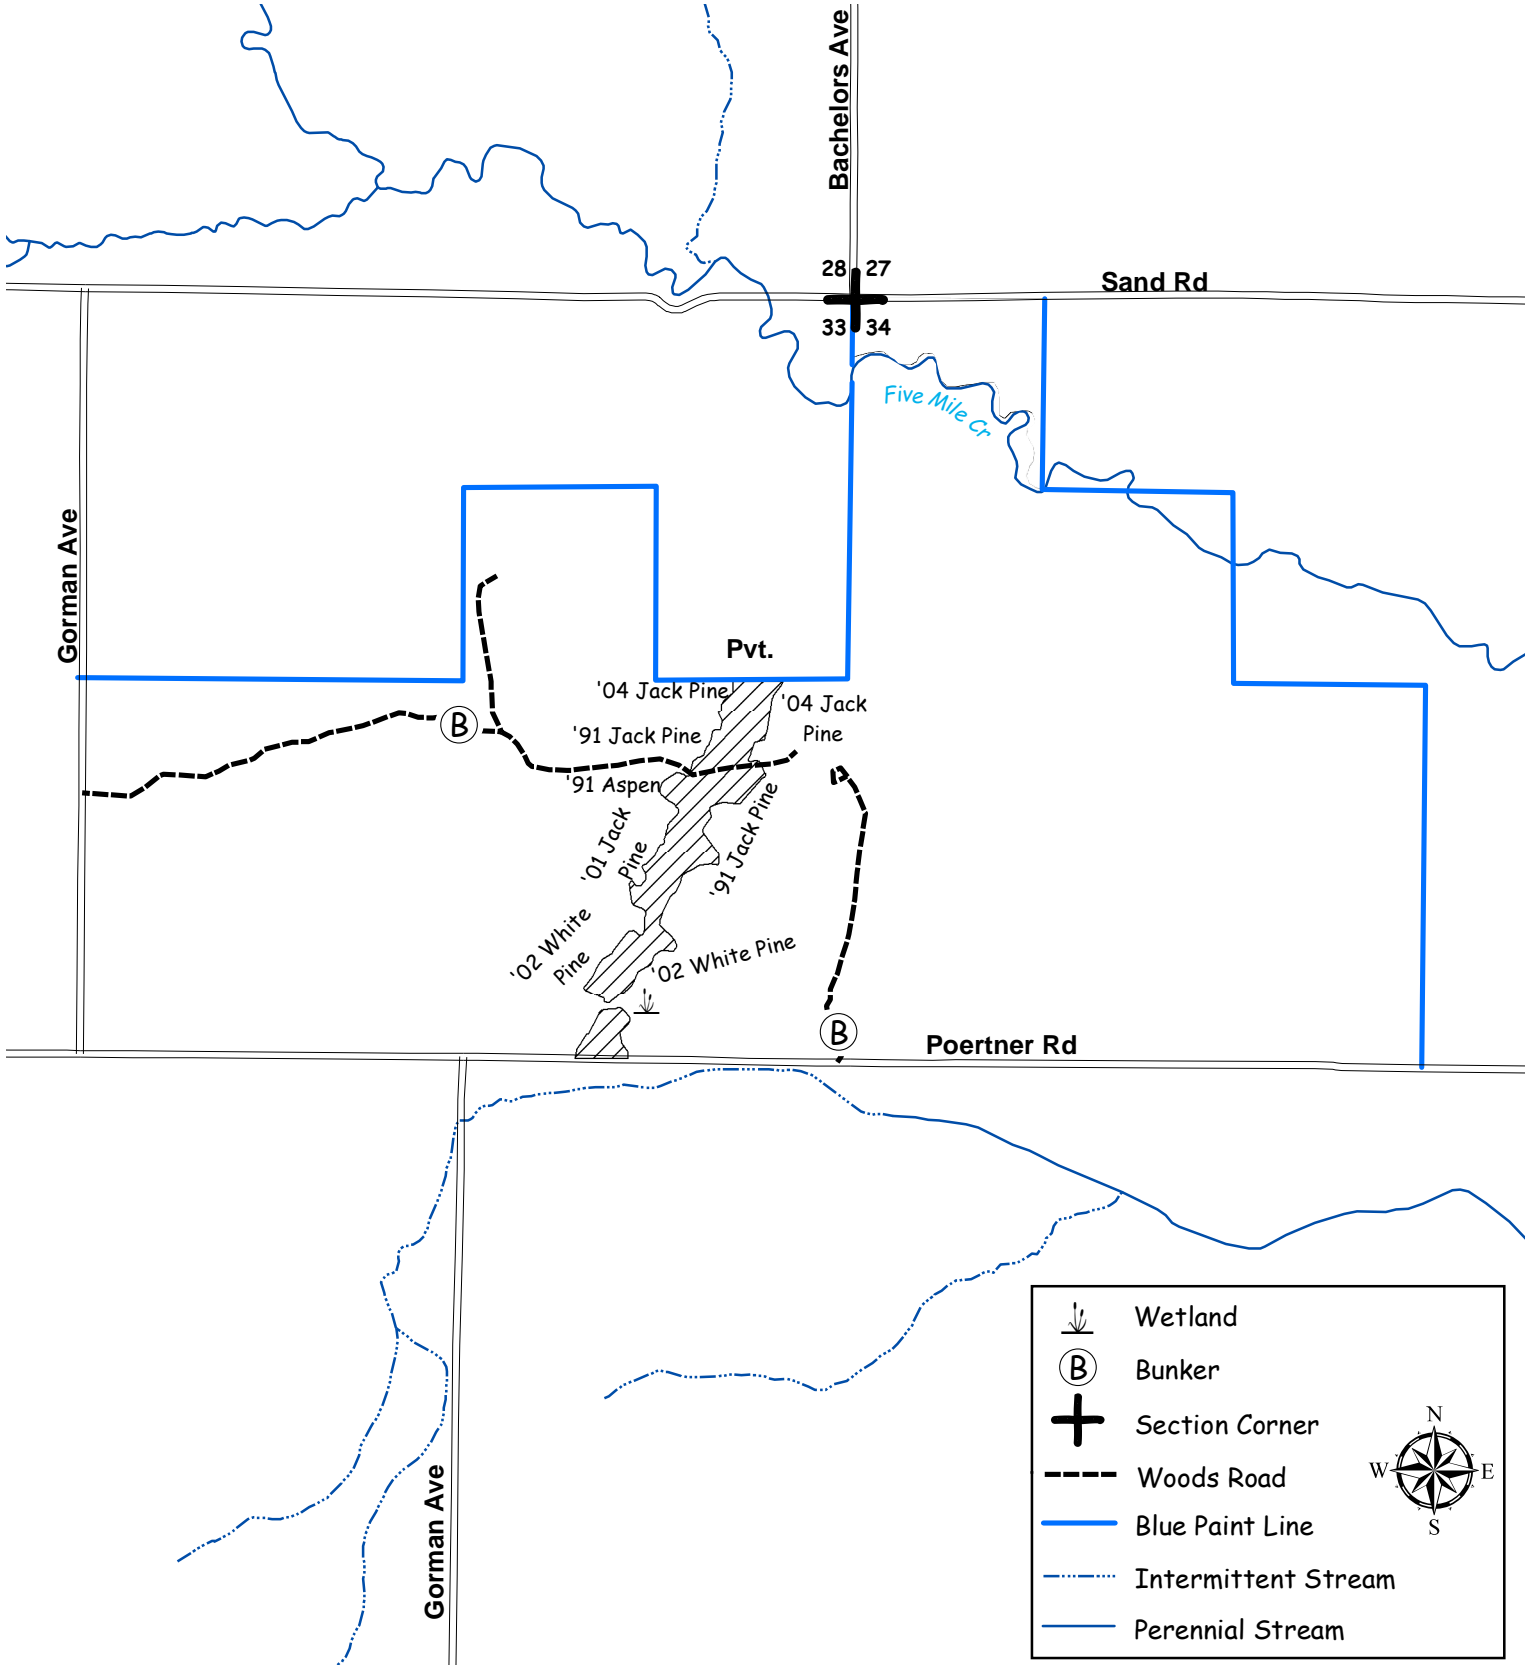 Bachelors Ave
28 27
33 34
Sand Rd
Five Mile Cr
Gorman Ave
Pvt.
'04 Jack Pine
'04 Jack
Pine
'91 Jack Pine
B
'91 Aspen
'01 Jack
Pine
'91 Jack Pine
'02 White
Pine
'02 White Pine
B
Poertner Rd
Gorman Ave
Wetland
B Bunker
Section Corner
Woods Road
Blue Paint Line
Intermittent Stream
Perennial Stream
N
W E
S